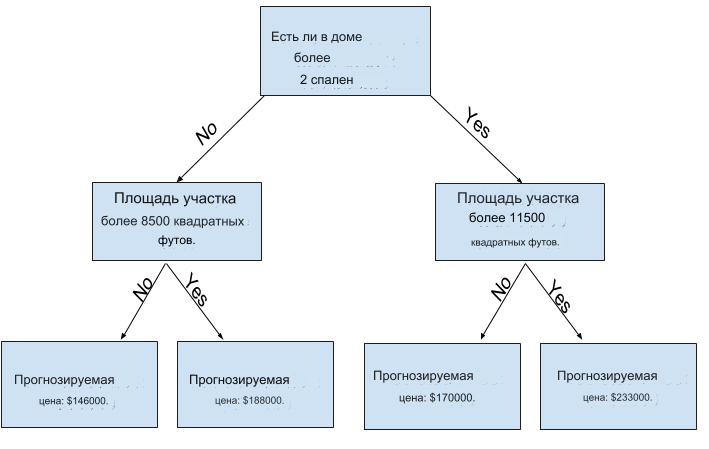 Есть ли в доме
более
2 спален
No
Yes
Площадь участка
более 8500 квадратных
футов.
Площадь участка
более 11500
квадратных футов.
No
Yes
No
Yes
Прогнозируемая
цена: $146000.
Прогнозируемая
цена: $188000.
Прогнозируемая
цена: $170000.
Прогнозируемая
цена: $233000.